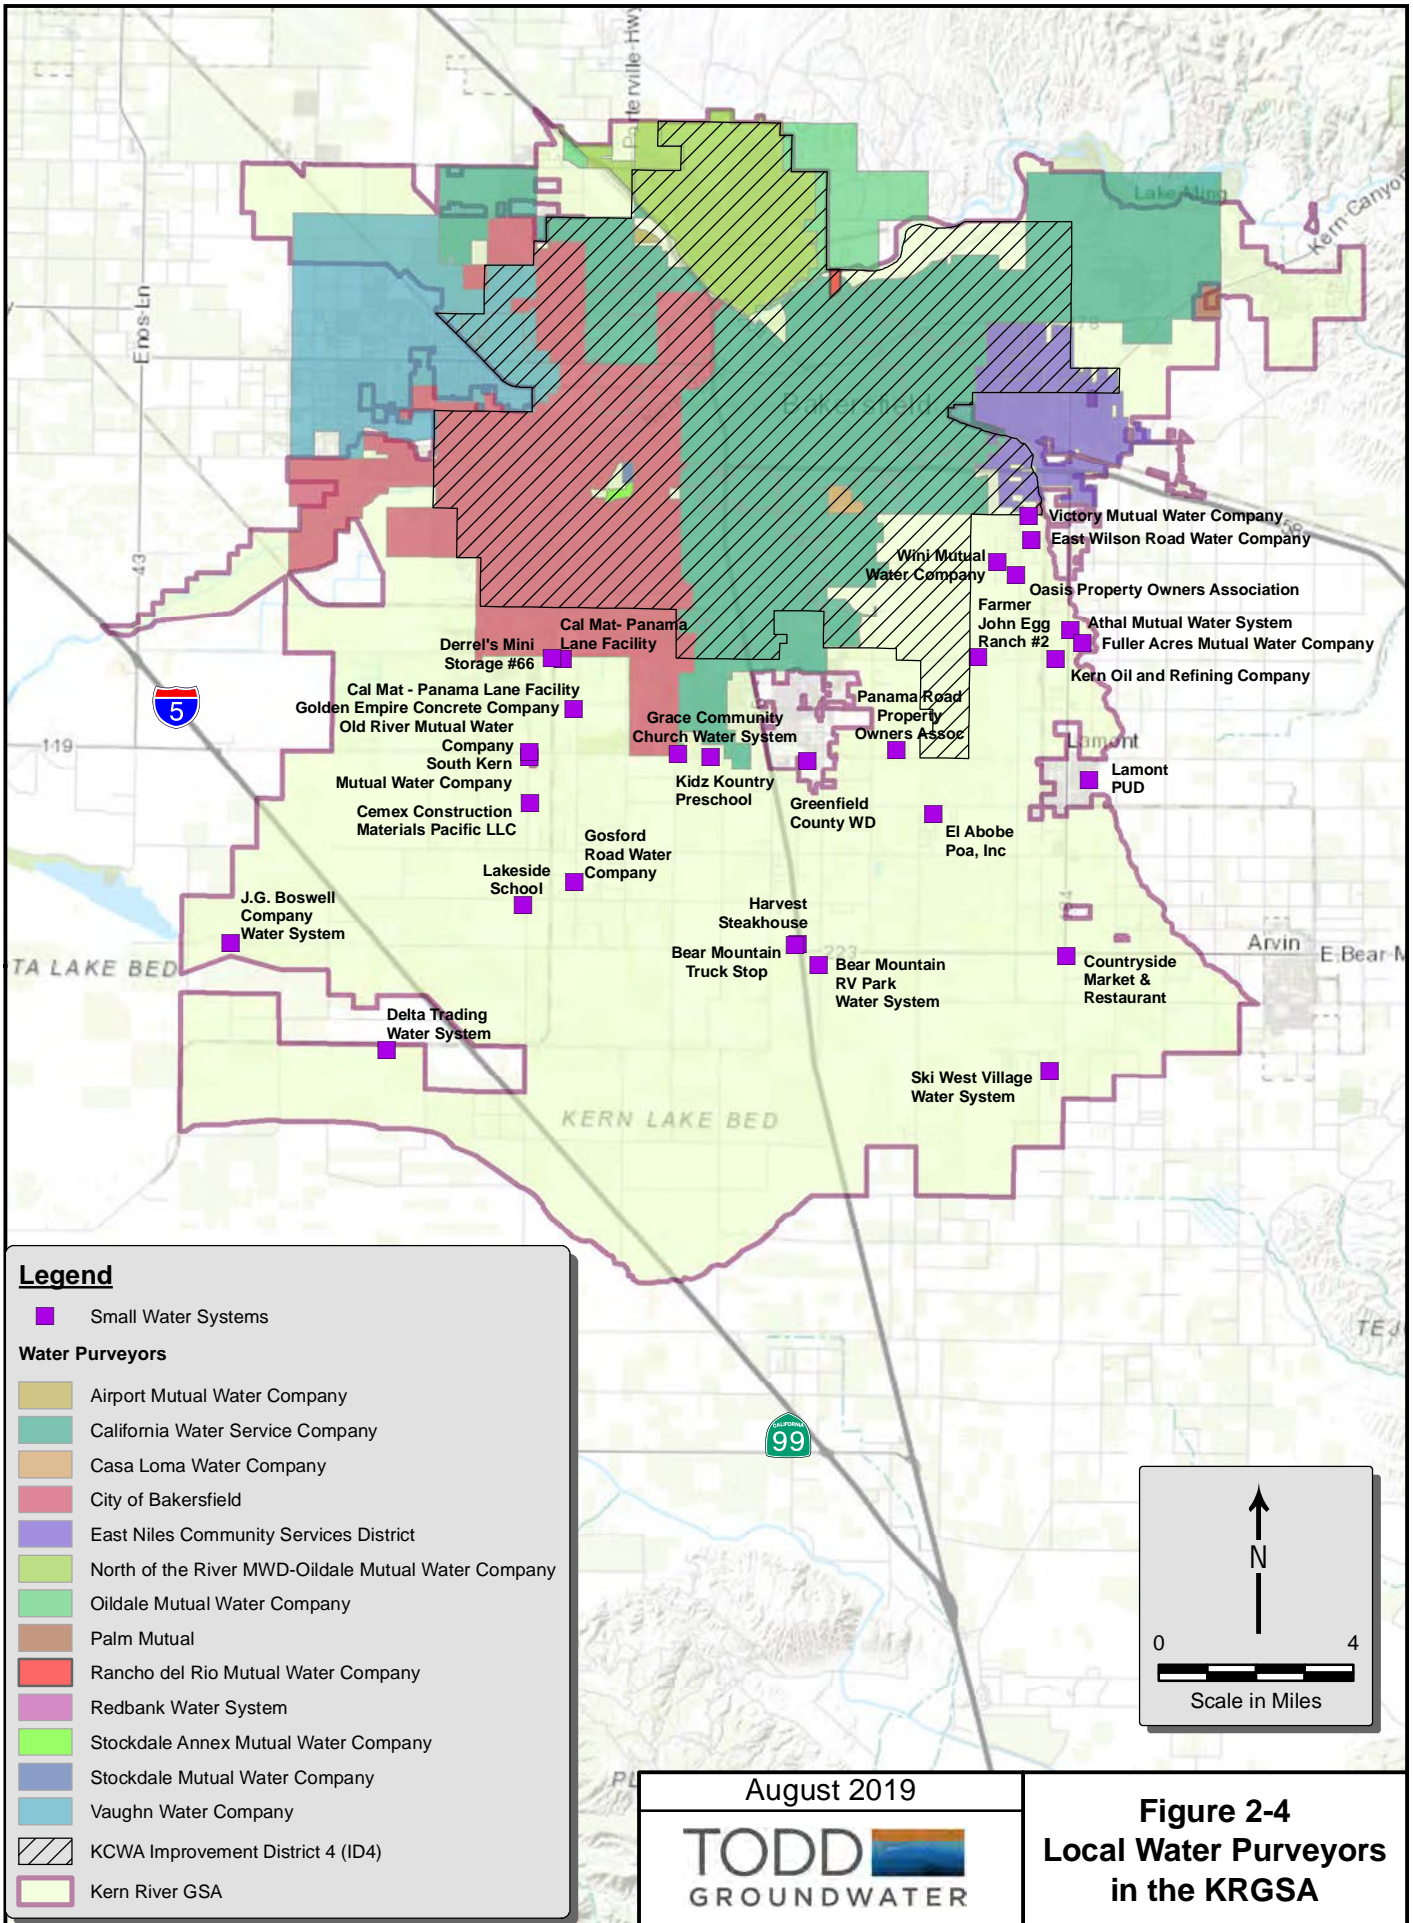 Porterville-Hwy
Enos-Ln
Lake Ming
Kern-Canyo
178
Bakersfield
43
58
Victory Mutual Water Company
East Wilson Road Water Company
Wini Mutual
Water Company
Oasis Property Owners Association
Farmer
John Egg
Ranch #2
Athal Mutual Water System
Fuller Acres Mutual Water Company
Kern Oil and Refining Company
Cal Mat- Panama
Lane Facility
Derrel's Mini
Storage #66
Cal Mat - Panama Lane Facility
Golden Empire Concrete Company
Old River Mutual Water
Company
South Kern
Mutual Water Company
Cemex Construction
Materials Pacific LLC
Grace Community
Church Water System
Kidz Kountry
Preschool
Panama Road
Property
Owners Assoc
Greenfield
County WD
Lamont
Lamont
PUD
El Abobe
Poa, Inc
5
119
Gosford
Road Water
Company
Lakeside
School
J.G. Boswell
Company
Water System
TA LAKE BED
Harvest
Steakhouse
Bear Mountain
Truck Stop
223
Bear Mountain
RV Park
Water System
Countryside
Market &
Restaurant
Arvin
E.Bear-M
Delta Trading
Water System
Ski West Village
Water System
KERN LAKE BED
TEJ
CALIFORNIA
99
Legend
Small Water Systems
Water Purveyors
Airport Mutual Water Company
California Water Service Company
Casa Loma Water Company
City of Bakersfield
East Niles Community Services District
North of the River MWD-Oildale Mutual Water Company
Oildale Mutual Water Company
Palm Mutual
Rancho del Rio Mutual Water Company
Redbank Water System
Stockdale Annex Mutual Water Company
Stockdale Mutual Water Company
Vaughn Water Company
KCWA Improvement District 4 (ID4)
Kern River GSA
N
0 4
Scale in Miles
August 2019
TODD
GROUNDWATER
Figure 2-4
Local Water Purveyors
in the KRGSA